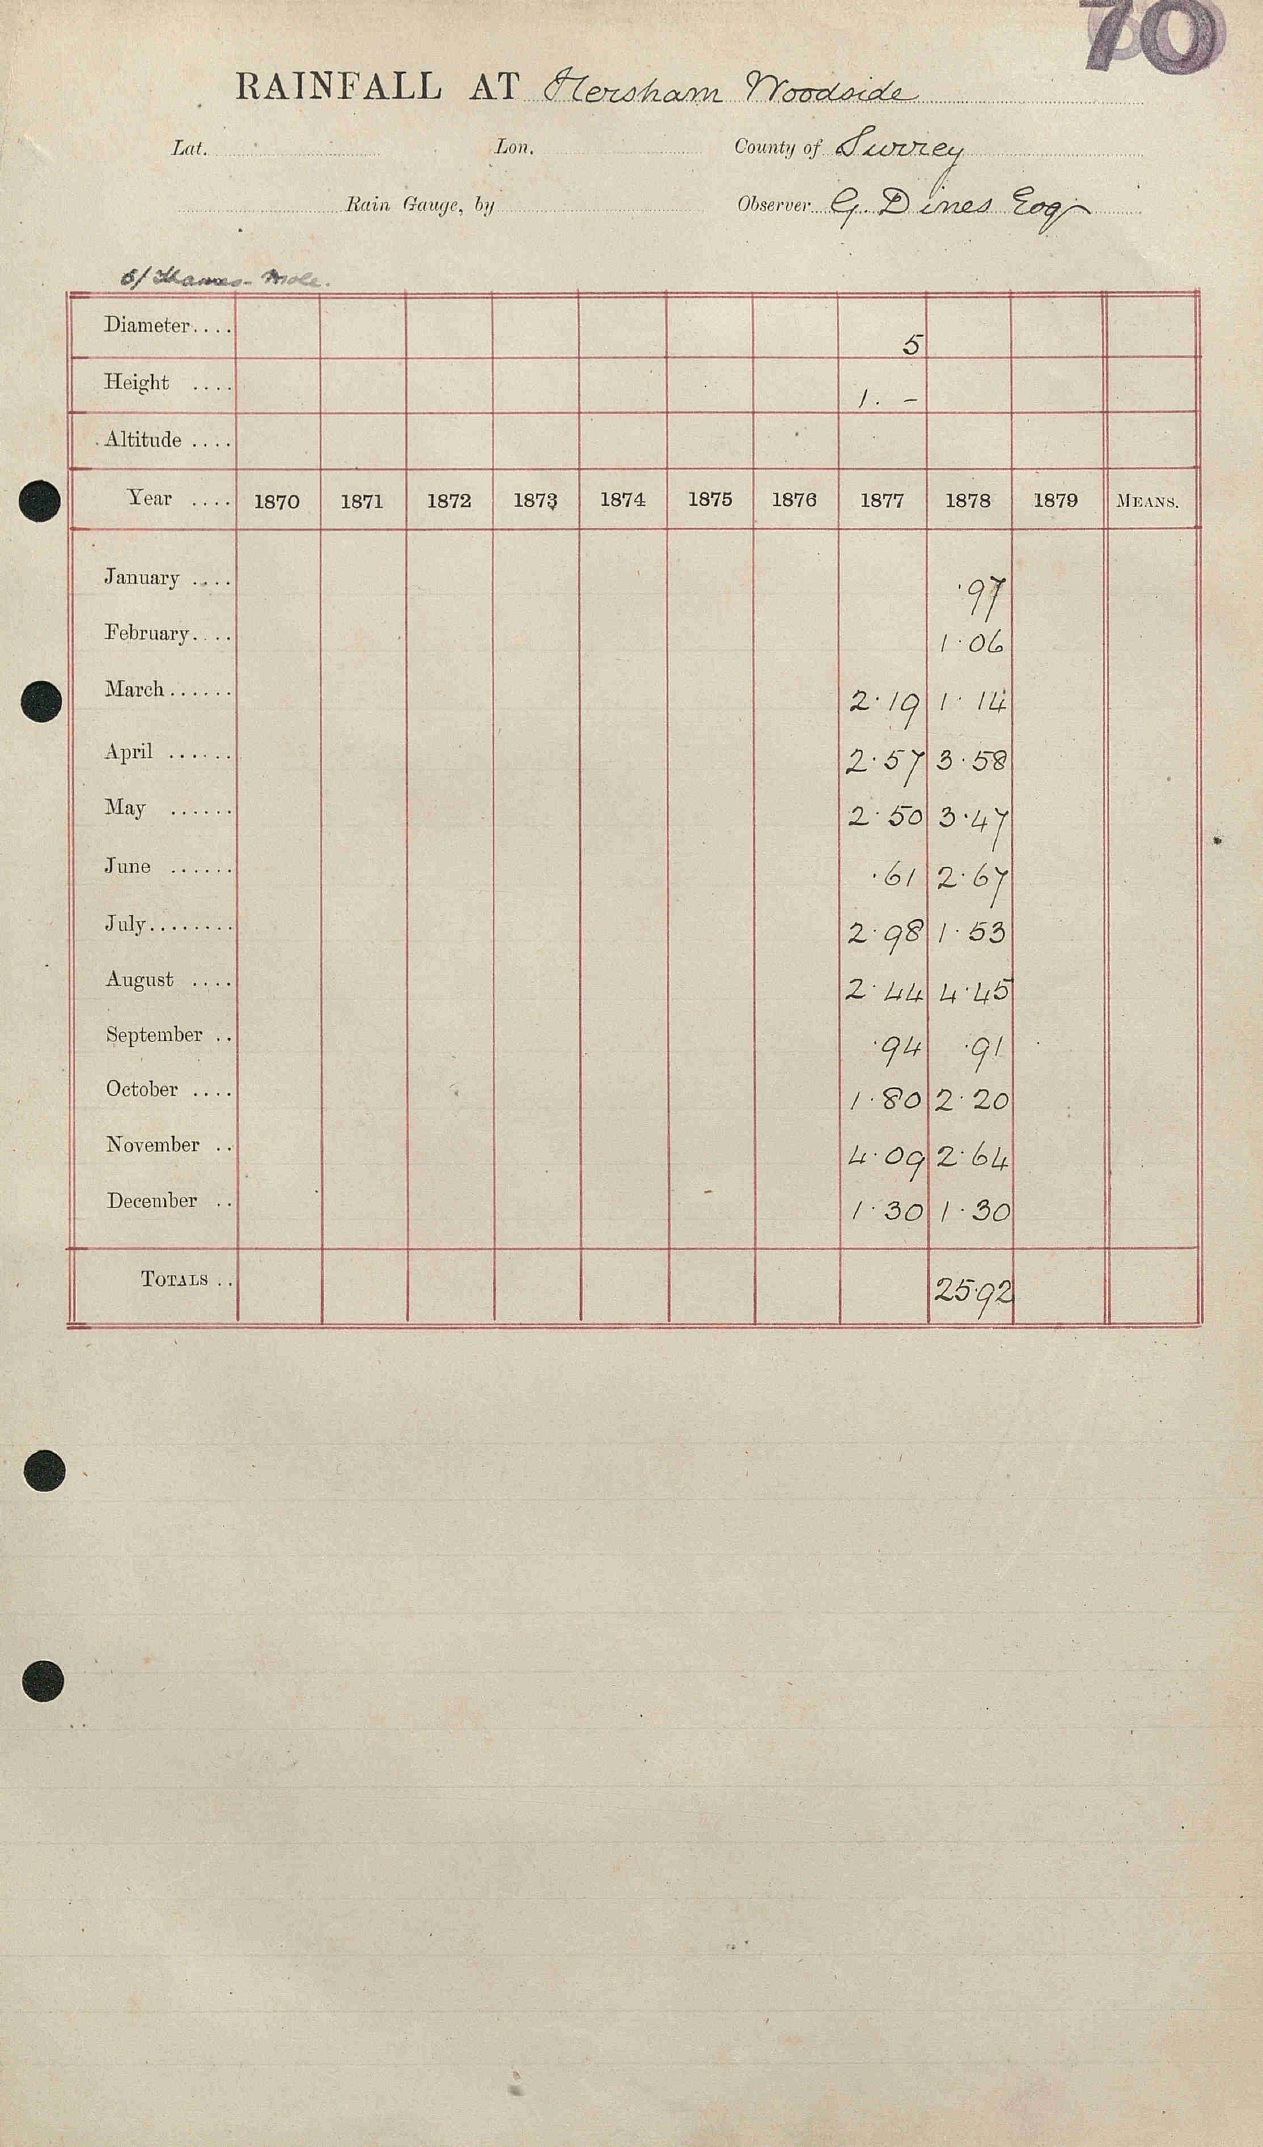 70
RAINFALL AT Hersham Woodside
Lat. Lon. County of Surrey
Rain Gauge, by Observer G. Dines Esq
6/ Thames - Mole.
Diameter.... 5
Height .... 1. –
Altitude ....
Year .... 1870 1871 1872 1873 1874 1875 1876 1877 1878 1879 MEANS.
January .... ·97
February.... 1·06
March...... 2·19 1·14
April ...... 2·57 3·58
May ...... 2·50 3·47
June ...... ·61 2·67
July........ 2·98 1·53
August .... 2·44 4·45
September .. ·94 ·91
October .... 1·80 2·20
November .. 4·09 2·64
December .. 1·30 1·30
TOTALS .. 25·92